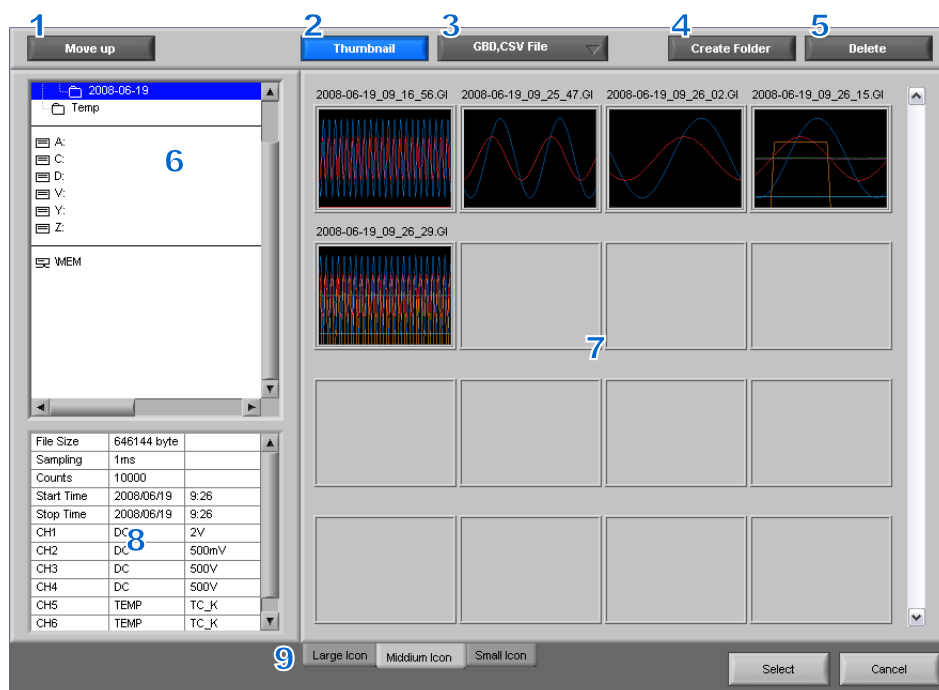 1 2 3 4 5
Move up Thumbnail GBD,CSV File Create Folder Delete
2008-06-19
Temp
A:
C:
D:
V:
Y:
Z:
6
\MEM
2008-06-19_09_16_56.GI 2008-06-19_09_25_47.GI 2008-06-19_09_26_02.GI 2008-06-19_09_26_15.GI
2008-06-19_09_26_29.GI
7
File Size 646144 byte
Sampling 1ms
Counts 10000
Start Time 2008/06/19 9:26
Stop Time 2008/06/19 9:26
CH1 DC 2V
CH2 DC 500mV
CH3 DC 500V
CH4 DC 500V
CH5 TEMP TC_K
CH6 TEMP TC_K
8
9 Large Icon Middium Icon Small Icon
Select Cancel